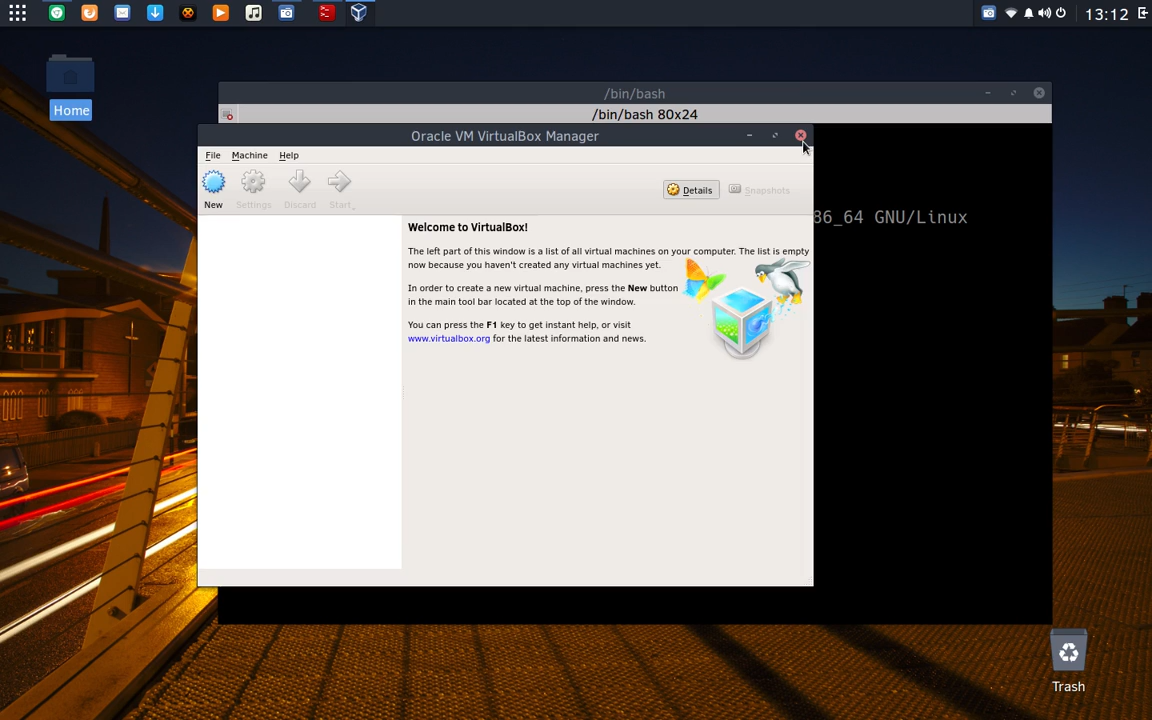 13:12
Home
/bin/bash
/bin/bash 80x24
Oracle VM VirtualBox Manager
File Machine Help
New Settings Discard Start
Details Snapshots
86_64 GNU/Linux
Welcome to VirtualBox!
The left part of this window is a list of all virtual machines on your computer. The list is empty
now because you haven't created any virtual machines yet.
In order to create a new virtual machine, press the New button
in the main tool bar located at the top of the window.
You can press the F1 key to get instant help, or visit
www.virtualbox.org for the latest information and news.
Trash